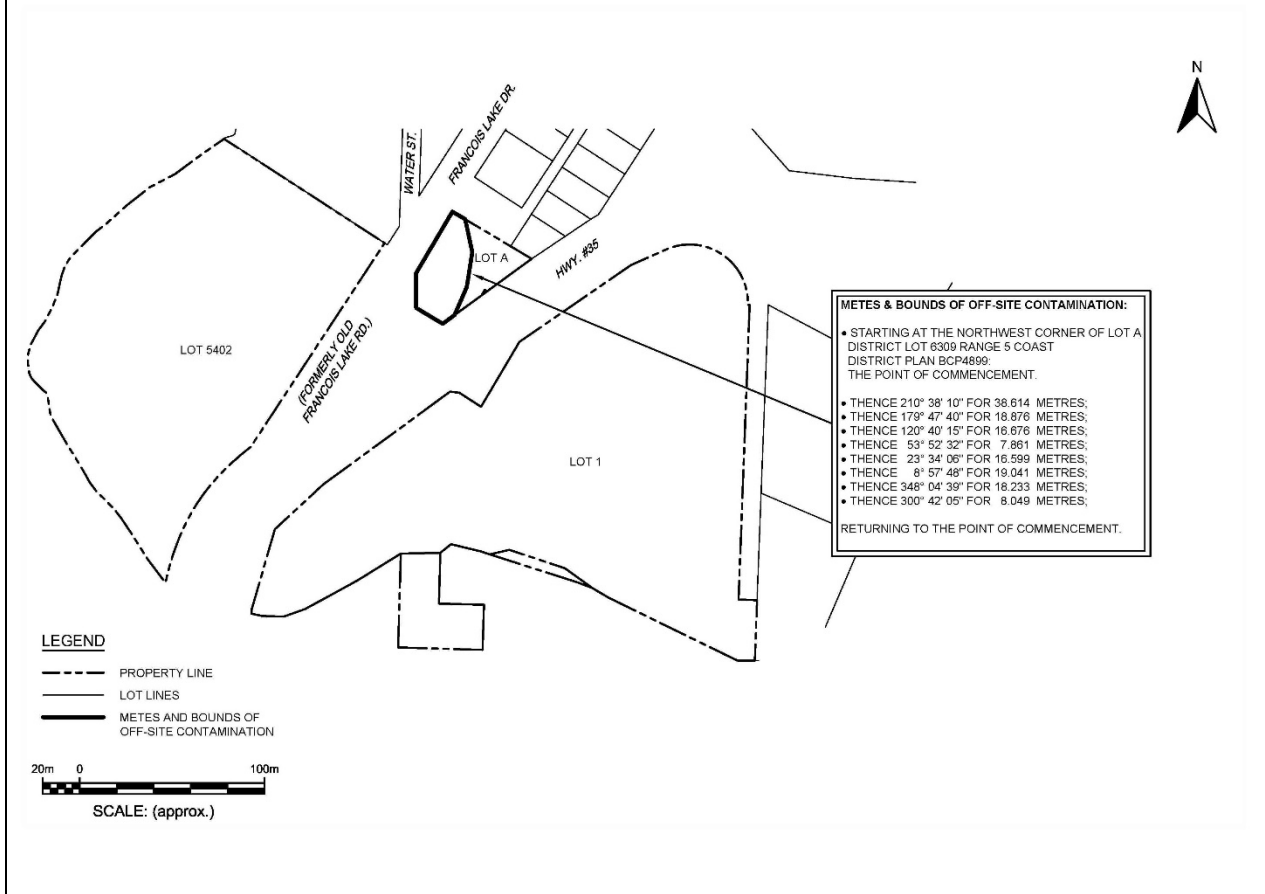 N
FRANCOIS LAKE DR.
WATER ST.
LOT A
HWY. #35
LOT 5402
(FORMERLY OLD
FRANCOIS LAKE RD.)
LOT 1
METES & BOUNDS OF OFF-SITE CONTAMINATION:
• STARTING AT THE NORTHWEST CORNER OF LOT A
DISTRICT LOT 6309 RANGE 5 COAST
DISTRICT PLAN BCP4899:
THE POINT OF COMMENCEMENT.
• THENCE 210° 38' 10" FOR 38.614 METRES;
• THENCE 179° 47' 40" FOR 18.876 METRES;
• THENCE 120° 40' 15" FOR 16.676 METRES;
• THENCE 53° 52' 32" FOR 7.861 METRES;
• THENCE 23° 34' 06" FOR 16.599 METRES;
• THENCE 8° 57' 48" FOR 19.041 METRES;
• THENCE 348° 04' 39" FOR 18.233 METRES;
• THENCE 300° 42' 05" FOR 8.049 METRES;
RETURNING TO THE POINT OF COMMENCEMENT.
LEGEND
PROPERTY LINE
LOT LINES
METES AND BOUNDS OF
OFF-SITE CONTAMINATION
20m 0 100m
SCALE: (approx.)